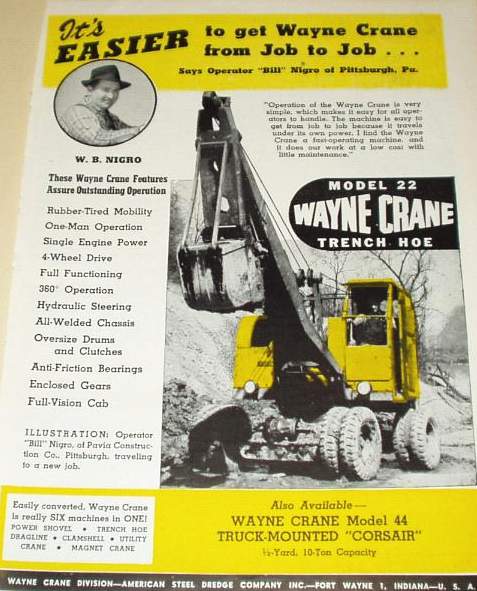 It's
EASIER
to get Wayne Crane
from Job to Job . . .
Says Operator "Bill" Nigro of Pittsburgh, Pa.
"Operation of the Wayne Crane is very
simple, which makes it easy for all oper-
ators to handle. The machine is easy to
get from job to job because it travels
under its own power. I find the Wayne
Crane a fast-operating machine, and
it does our work at a low cost with
little maintenance."
W. B. NIGRO
These Wayne Crane Features
Assure Outstanding Operation
Rubber-Tired Mobility
One-Man Operation
Single Engine Power
4-Wheel Drive
Full Functioning
360° Operation
Hydraulic Steering
All-Welded Chassis
Oversize Drums
and Clutches
Anti-Friction Bearings
Enclosed Gears
Full-Vision Cab
MODEL 22
WAYNE CRANE
TRENCH HOE
ILLUSTRATION: Operator
"Bill" Nigro, of Pavia Construc-
tion Co., Pittsburgh, traveling
to a new job.
Easily converted, Wayne Crane
is really SIX machines in ONE!
POWER SHOVEL • TRENCH HOE
DRAGLINE • CLAMSHELL • UTILITY
CRANE • MAGNET CRANE
Also Available—
WAYNE CRANE Model 44
TRUCK-MOUNTED "CORSAIR"
½-Yard, 10-Ton Capacity
WAYNE CRANE DIVISION—AMERICAN STEEL DREDGE COMPANY INC.—FORT WAYNE 1, INDIANA—U. S. A.